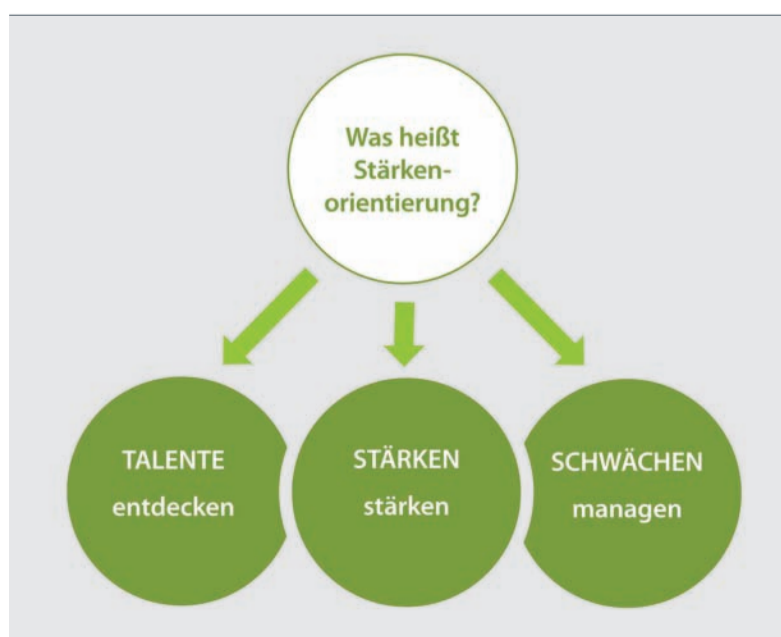 Was heißt
Stärken-
orientierung?
TALENTE
entdecken
STÄRKEN
stärken
SCHWÄCHEN
managen